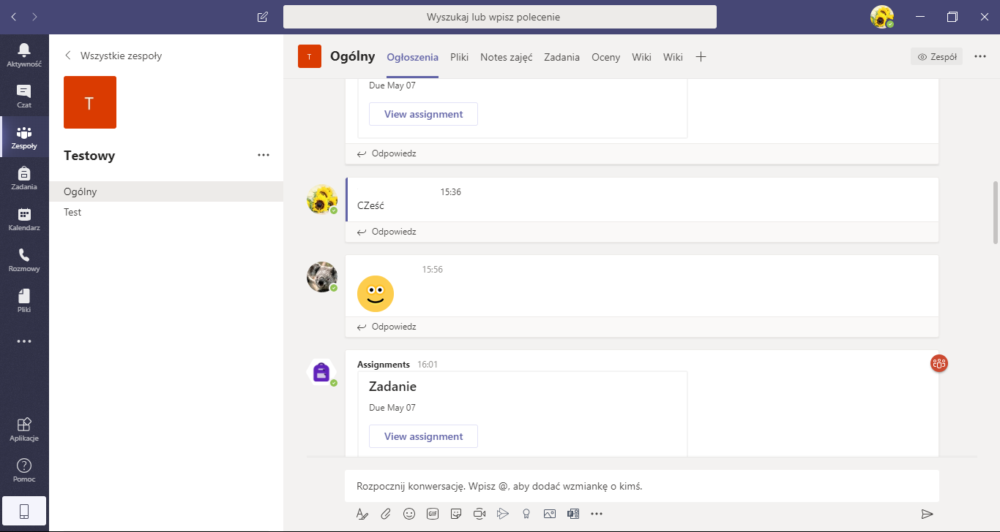 Wyszukaj lub wpisz polecenie
Aktywność
Czat
Zespoły
Zadania
Kalendarz
Rozmowy
Pliki
Aplikacje
Pomoc
Wszystkie zespoły
T
Testowy
Ogólny
Test
T Ogólny Ogłoszenia Pliki Notes zajęć Zadania Oceny Wiki Wiki
Zespół
Due May 07
View assignment
Odpowiedz
15:36
CZeść
Odpowiedz
15:56
Odpowiedz
Assignments 16:01
Zadanie
Due May 07
View assignment
Rozpocznij konwersację. Wpisz @, aby dodać wzmiankę o kimś.
GIF